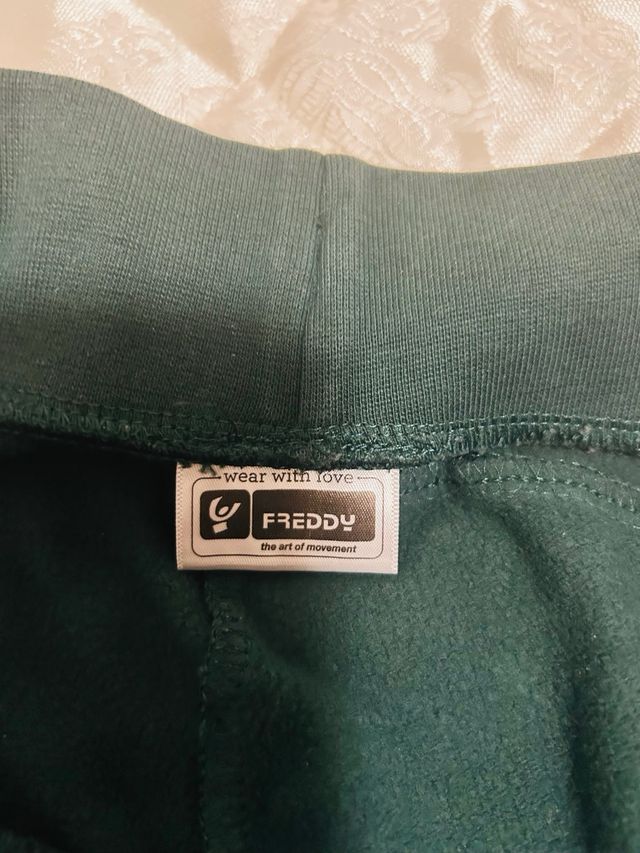 wear with love
FREDDY
the art of movement